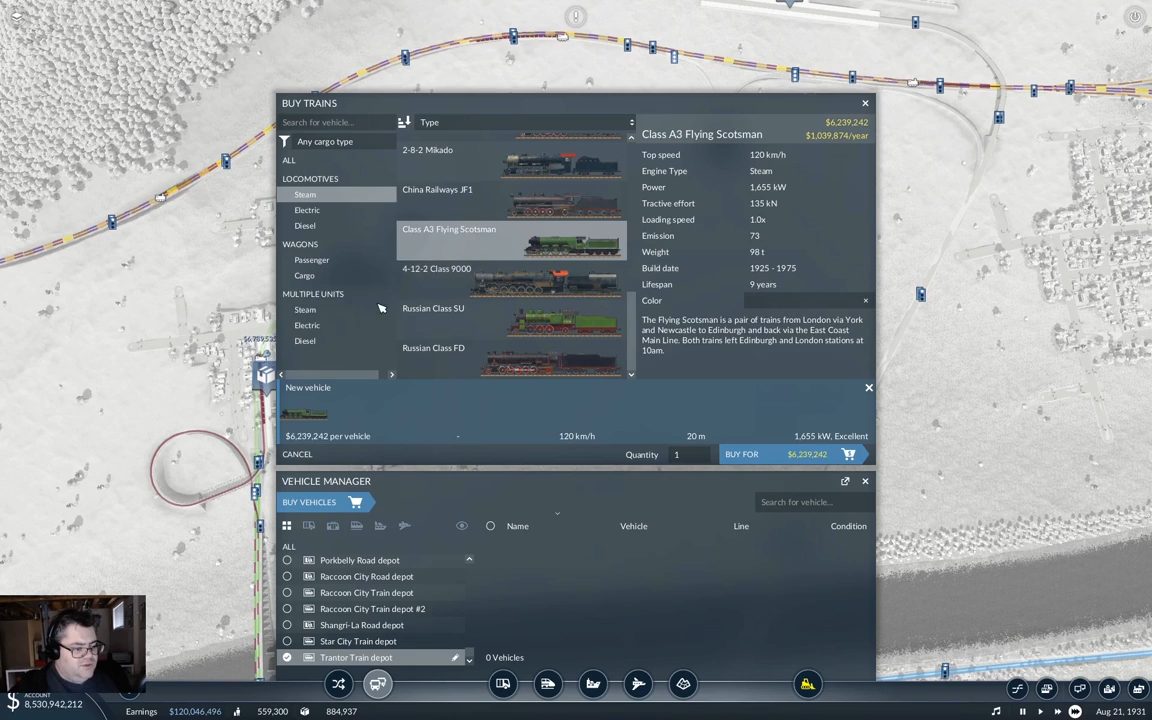 BUY TRAINS
Search for vehicle...
Type
Any cargo type
ALL
LOCOMOTIVES
Steam
Electric
Diesel
WAGONS
Passenger
Cargo
MULTIPLE UNITS
Steam
Electric
Diesel
2-8-2 Mikado
China Railways JF1
Class A3 Flying Scotsman
4-12-2 Class 9000
Russian Class SU
Russian Class FD
$6,239,242
Class A3 Flying Scotsman
$1,039,874/year
Top speed 120 km/h
Engine Type Steam
Power 1,655 kW
Tractive effort 135 kN
Loading speed 1.0x
Emission 73
Weight 98 t
Build date 1925 - 1975
Lifespan 9 years
Color
The Flying Scotsman is a pair of trains from London via York
and Newcastle to Edinburgh and back via the East Coast
Main Line. Both trains left Edinburgh and London stations at
10am.
New vehicle
$6,239,242 per vehicle - 120 km/h 20 m 1,655 kW, Excellent
CANCEL Quantity 1 BUY FOR $6,239,242
VEHICLE MANAGER
BUY VEHICLES
Search for vehicle...
Name Vehicle Line Condition
ALL
Porkbelly Road depot
Raccoon City Road depot
Raccoon City Train depot
Raccoon City Train depot #2
Shangri-La Road depot
Star City Train depot
Trantor Train depot
0 Vehicles
ACCOUNT
$ 8,530,942,212
Earnings $120,046,496 559,300 884,937
Aug 21, 1931